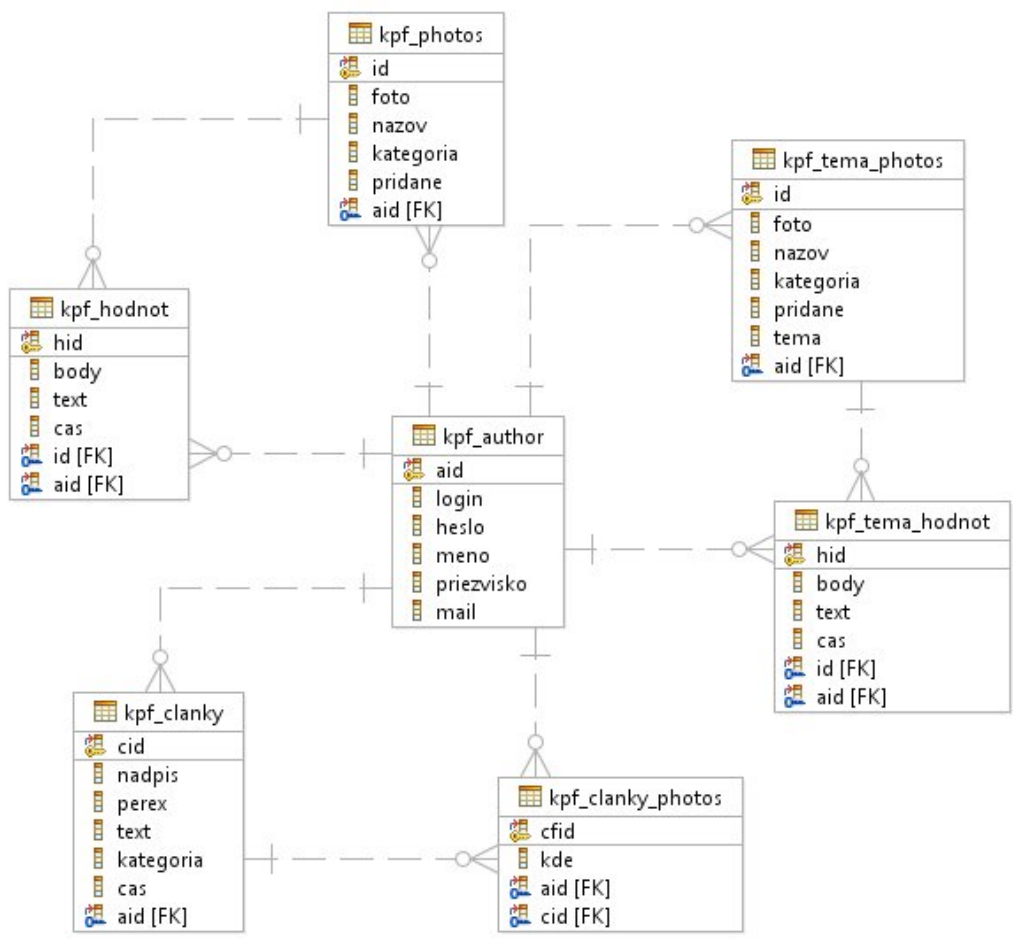 kpf_photos
id
foto
nazov
kategoria
pridane
aid [FK]
kpf_tema_photos
id
foto
nazov
kategoria
pridane
tema
aid [FK]
kpf_hodnot
hid
body
text
cas
id [FK]
aid [FK]
kpf_author
aid
login
heslo
meno
priezvisko
mail
kpf_tema_hodnot
hid
body
text
cas
id [FK]
aid [FK]
kpf_clanky
cid
nadpis
perex
text
kategoria
cas
aid [FK]
kpf_clanky_photos
cfid
kde
aid [FK]
cid [FK]